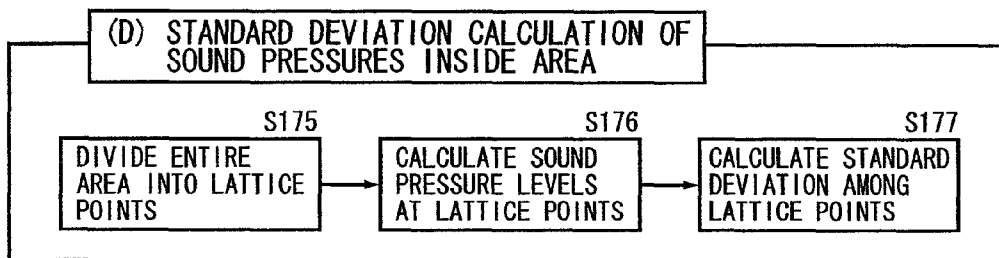 (D) STANDARD DEVIATION CALCULATION OF
SOUND PRESSURES INSIDE AREA
S175
DIVIDE ENTIRE
AREA INTO LATTICE
POINTS
S176
CALCULATE SOUND
PRESSURE LEVELS
AT LATTICE POINTS
S177
CALCULATE STANDARD
DEVIATION AMONG
LATTICE POINTS